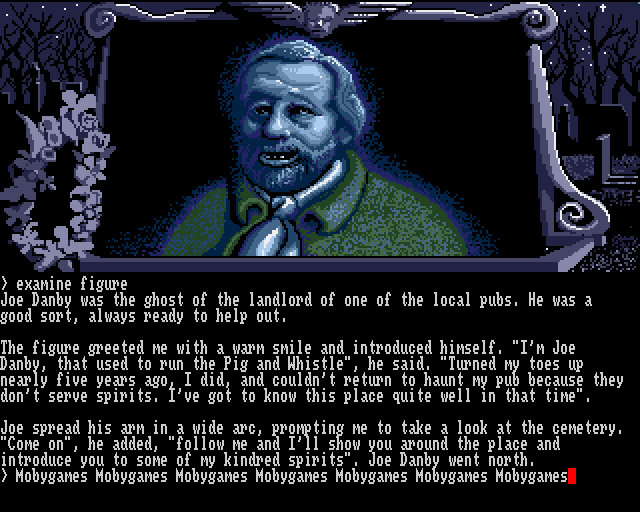 > examine figure
Joe Danby was the ghost of the landlord of one of the local pubs. He was a
good sort, always ready to help out.
The figure greeted me with a warm smile and introduced himself. "I'm Joe
Danby, that used to run the Pig and Whistle", he said. "Turned my toes up
nearly five years ago, I did, and couldn't return to haunt my pub because they
don't serve spirits. I've got to know this place quite well in that time".
Joe spread his arm in a wide arc, prompting me to take a look at the cemetery.
"Come on", he added, "follow me and I'll show you around the place and
introduce you to some of my kindred spirits". Joe Danby went north.
> Mobygames Mobygames Mobygames Mobygames Mobygames Mobygames Mobygames